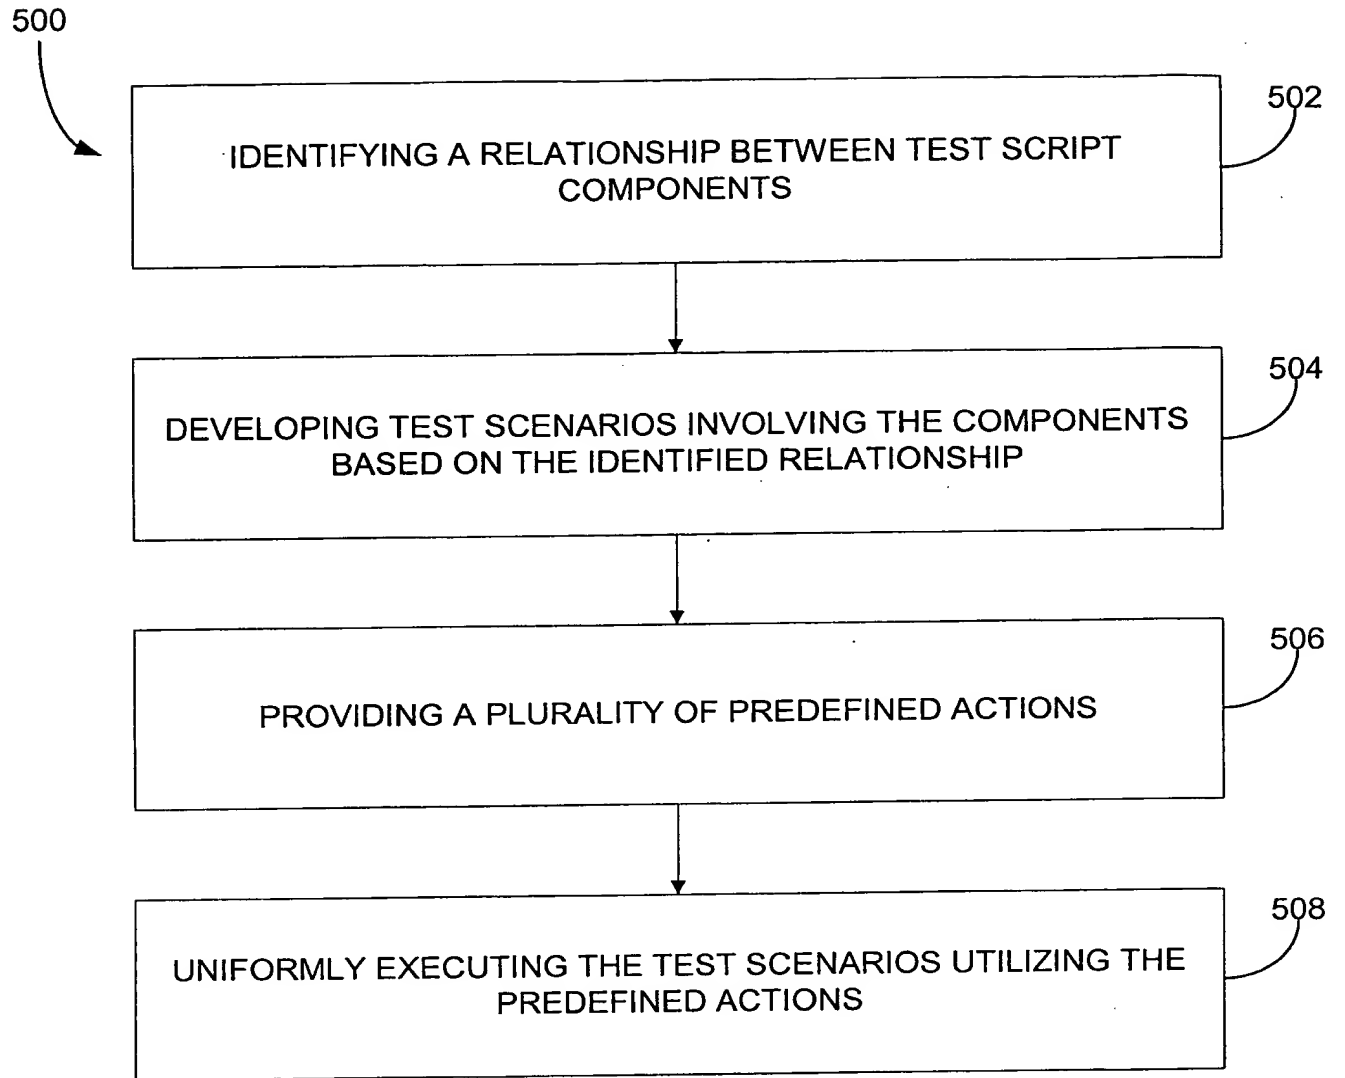 500
502
IDENTIFYING A RELATIONSHIP BETWEEN TEST SCRIPT
COMPONENTS
504
DEVELOPING TEST SCENARIOS INVOLVING THE COMPONENTS
BASED ON THE IDENTIFIED RELATIONSHIP
506
PROVIDING A PLURALITY OF PREDEFINED ACTIONS
508
UNIFORMLY EXECUTING THE TEST SCENARIOS UTILIZING THE
PREDEFINED ACTIONS